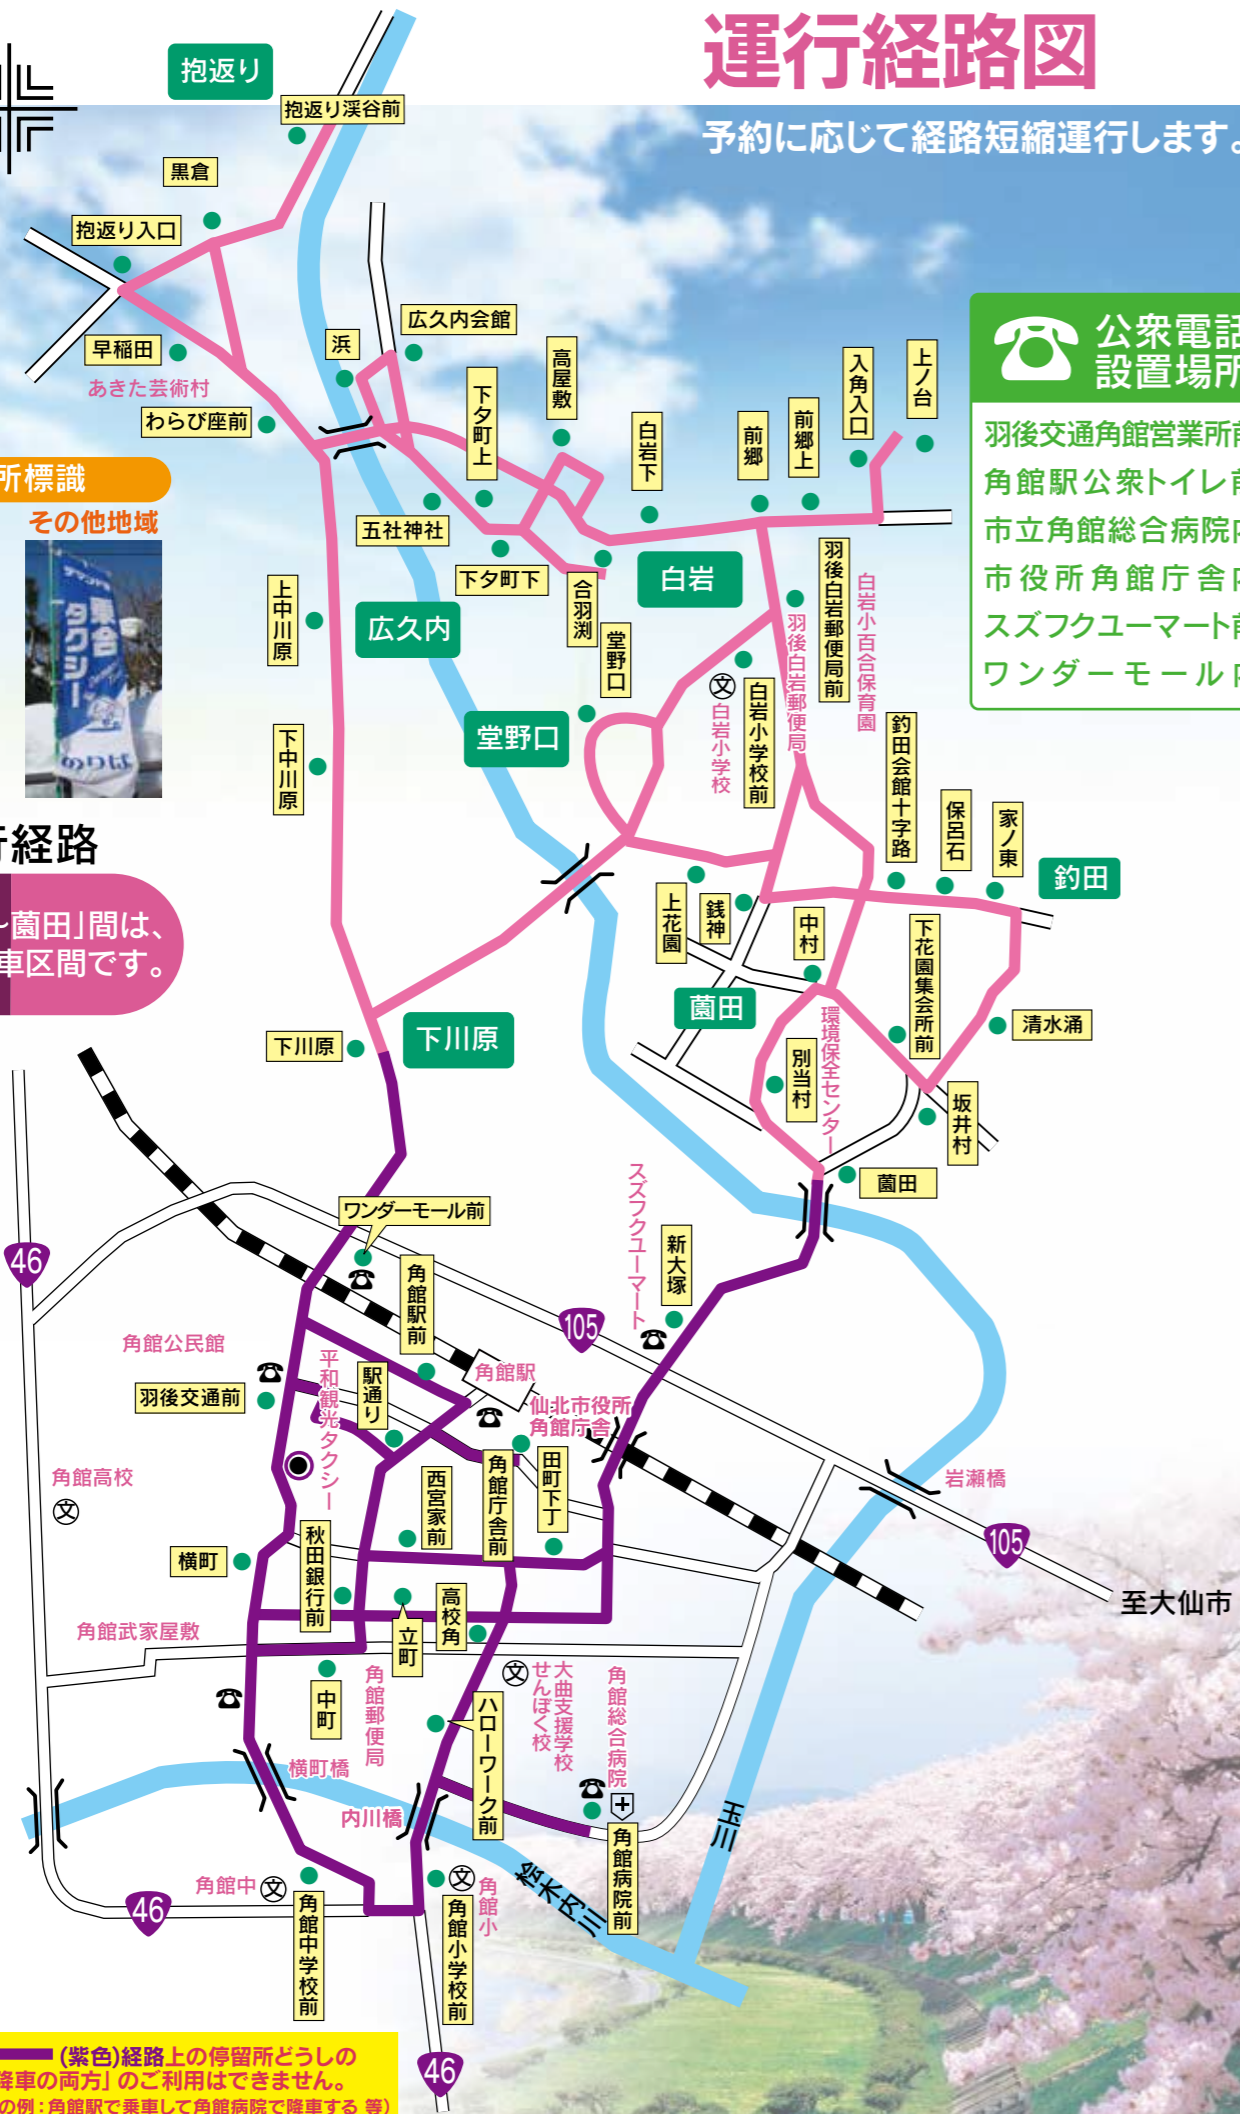 運行経路図
予約に応じて経路短縮運行します。
抱返り
抱返り渓谷前
黒倉
抱返り入口
早稲田
あきた芸術村
わらび座前
浜
広久内会館
下夕町上
高屋敷
白岩下
前郷
前郷上
入角入口
上ノ台
公衆電話
設置場所
羽後交通角館営業所前
角館駅公衆トイレ前
市立角館総合病院内
市役所角館庁舎内
スズフクユーマート前
ワンダーモール内
所標識
その他地域
デマンド型
乗合タクシー
のりば
五社神社
下夕町下
合羽渕
白岩
広久内
上中川原
下中川原
堂野口
堂野口
文
白岩小学校
白岩小学校前
羽後白岩郵便局
羽後白岩郵便局前
白岩小百合保育園
釣田会館十字路
保呂石
家ノ東
釣田
行経路
~薗田」間は、
車区間です。
上花園
銭神
中村
下花園集会所前
清水涌
薗田
別当村
環境保全センター
坂井村
薗田
下川原
下川原
ワンダーモール前
46
角館駅前
スズフクユーマート
新大塚
105
角館公民館
羽後交通前
平和観光タクシー
駅通り
角館駅
仙北市役所
角館庁舎
角館高校
文
西宮家前
角館庁舎前
田町下丁
岩瀬橋
105
至大仙市
横町
秋田銀行前
立町
高校角
角館武家屋敷
中町
角館郵便局
ハローワーク前
文
大曲支援学校
せんぼく校
角館総合病院
横町橋
内川橋
角館病院前
玉川
桧木内川
角館中
文
角館中学校前
文
角館小
角館小学校前
46
46
(紫色)経路上の停留所どうしの
降車の両方」のご利用はできません。
の例：角館駅で乗車して角館病院で降車する 等)